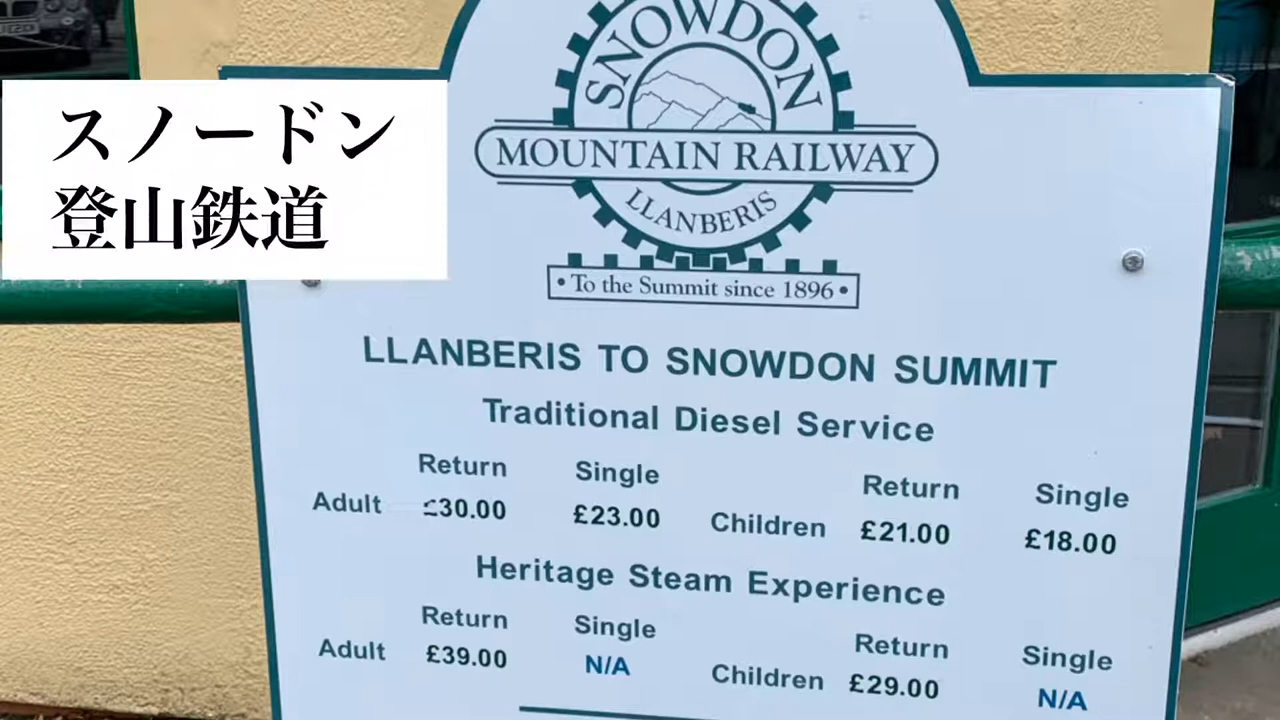 スノードン
登山鉄道
SNOWDON
MOUNTAIN RAILWAY
LLANBERIS
• To the Summit since 1896 •
LLANBERIS TO SNOWDON SUMMIT
Traditional Diesel Service
Return Single Return Single
Adult £30.00 £23.00 Children £21.00 £18.00
Heritage Steam Experience
Return Single Return Single
Adult £39.00 N/A Children £29.00 N/A